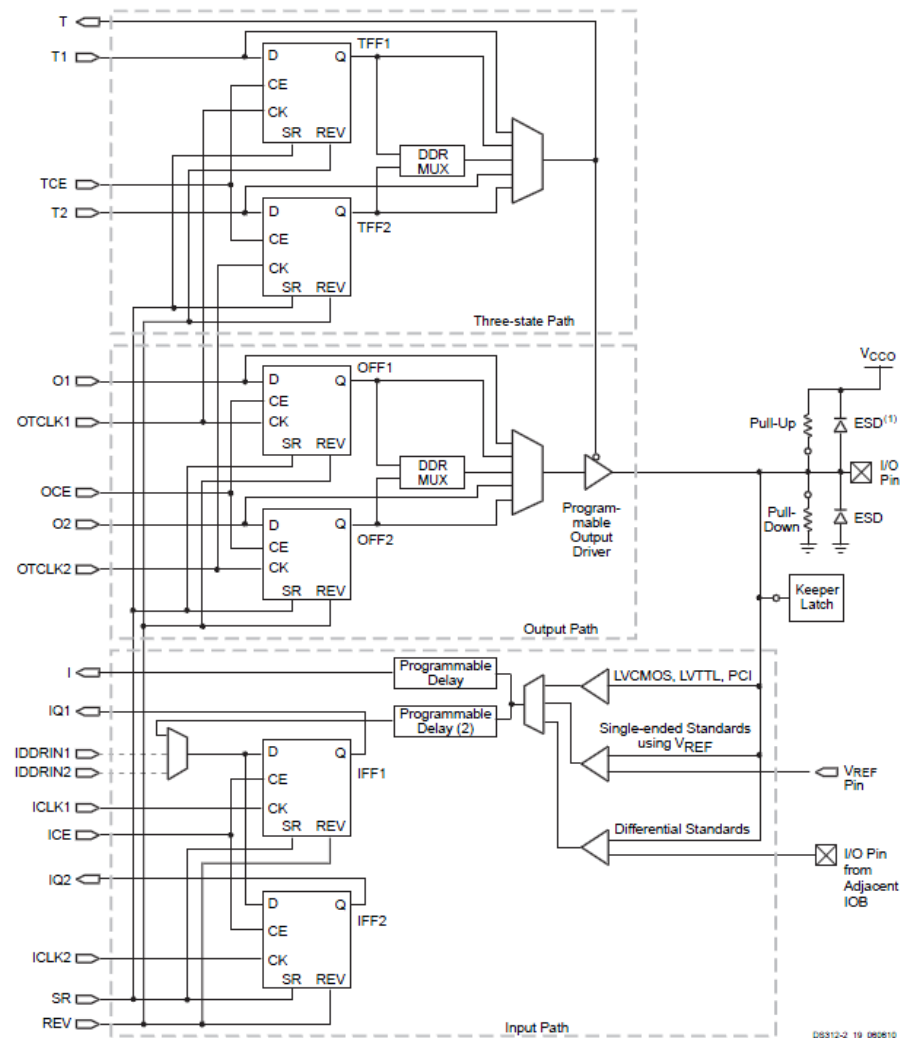 T
T1
D
Q
TFF1
CE
CK
SR REV
DDR
MUX
TCE
T2
D
Q
TFF2
CE
CK
SR REV
Three-state Path
O1
D
Q
OFF1
CE
OTCLK1
CK
SR REV
VCCO
Pull-Up
ESD(1)
I/O
Pin
DDR
MUX
OCE
O2
D
Q
OFF2
CE
OTCLK2
CK
SR REV
Program-
mable
Output
Driver
Pull-
Down
ESD
Keeper
Latch
Output Path
I
Programmable
Delay
LVCMOS, LVTTL, PCI
IQ1
Programmable
Delay (2)
Single-ended Standards
using VREF
IDDRIN1
IDDRIN2
D
Q
IFF1
CE
VREF
Pin
ICLK1
CK
ICE
SR REV
Differential Standards
I/O Pin
from
Adjacent
IOB
IQ2
D
Q
IFF2
CE
ICLK2
CK
SR REV
SR
REV
Input Path
DS312-2_19_060610